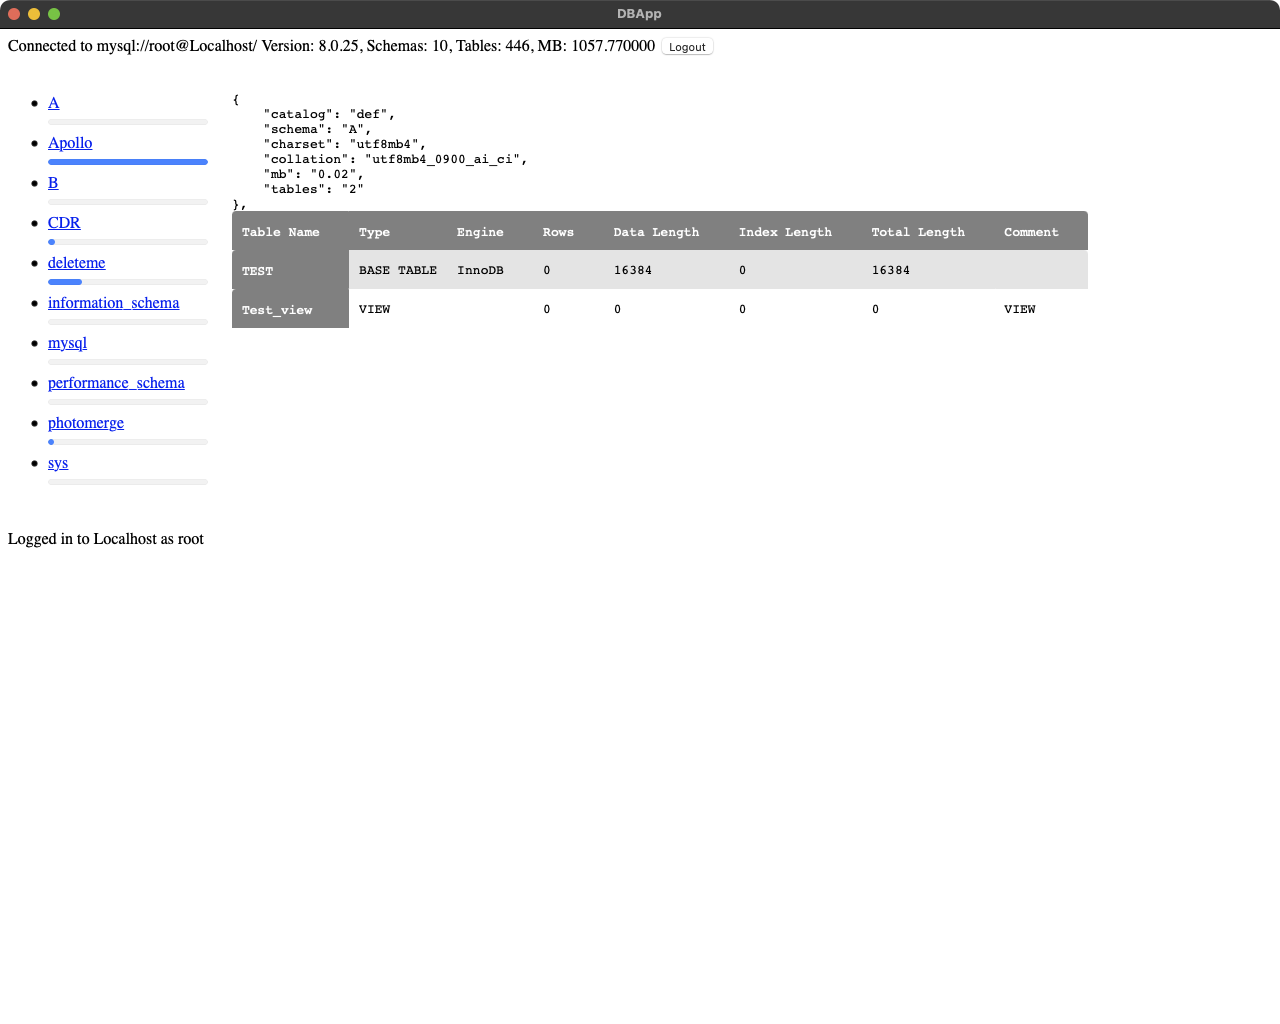 DBApp
Connected to mysql://root@Localhost/ Version: 8.0.25, Schemas: 10, Tables: 446, MB: 1057.770000 Logout
A
Apollo
B
CDR
deleteme
information_schema
mysql
performance_schema
photomerge
sys
{
    "catalog": "def",
    "schema": "A",
    "charset": "utf8mb4",
    "collation": "utf8mb4_0900_ai_ci",
    "mb": "0.02",
    "tables": "2"
},
Table Name Type Engine Rows Data Length Index Length Total Length Comment
TEST BASE TABLE InnoDB 0 16384 0 16384
Test_view VIEW 0 0 0 0 VIEW
Logged in to Localhost as root